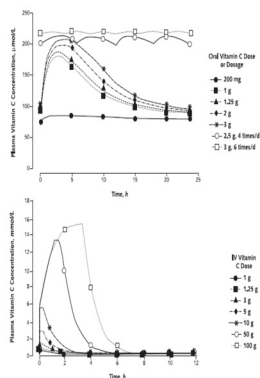 Plasma Vitamin C Concentration, μmol/L
250
200
150
100
50
0
0
5
10
15
20
25
Time, h
Oral Vitamin C Dose
or Dosage
200 mg
1 g
1,25 g
2 g
3 g
2,5 g, 4 times/d
3 g, 6 times/d
Plasma Vitamin C Concentration, mmol/L
16
14
12
10
8
6
4
2
0
0
2
4
6
8
10
12
Time, h
IV Vitamin
C Dose
1 g
1,25 g
3 g
5 g
10 g
50 g
100 g